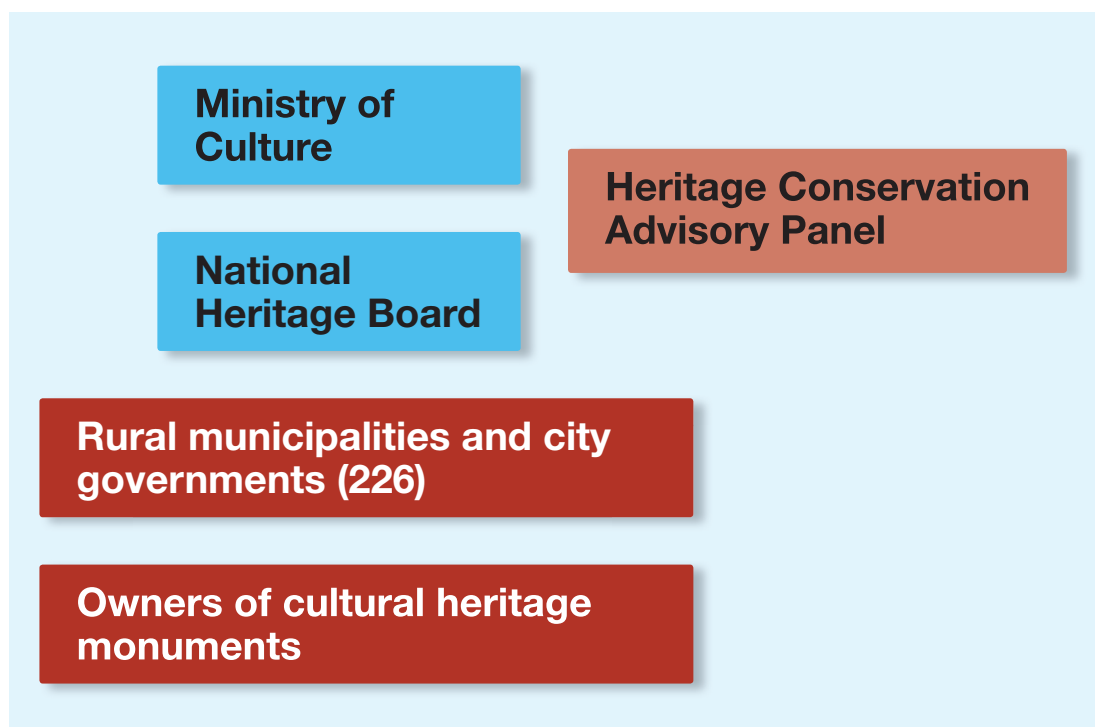 Ministry of
Culture
Heritage Conservation
Advisory Panel
National
Heritage Board
Rural municipalities and city
governments (226)
Owners of cultural heritage
monuments